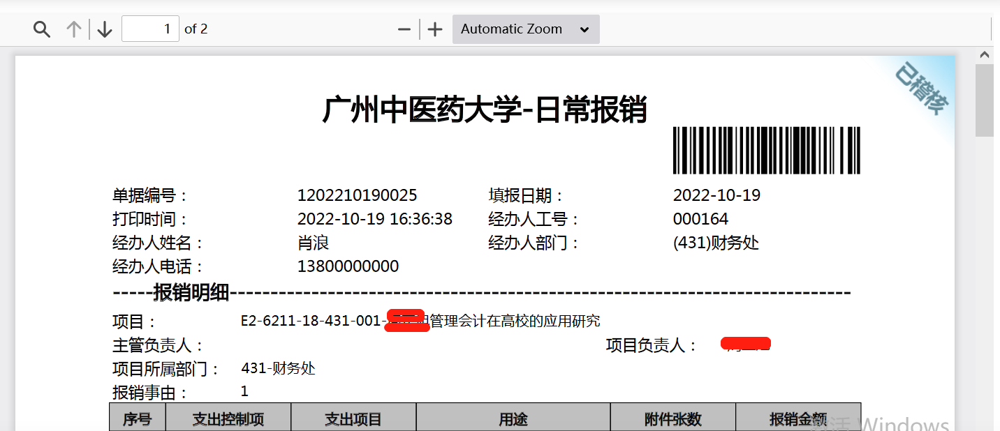 1 of 2 Automatic Zoom
已稽核
广州中医药大学-日常报销
单据编号： 1202210190025 填报日期： 2022-10-19
打印时间： 2022-10-19 16:36:38 经办人工号： 000164
经办人姓名： 肖浪 经办人部门： (431)财务处
经办人电话： 13800000000
-----报销明细-----------------------------------------------------------------------------
项目： E2-6211-18-431-001- 管理会计在高校的应用研究
主管负责人： 项目负责人：
项目所属部门： 431-财务处
报销事由： 1
序号 支出控制项 支出项目 用途 附件张数 报销金额
激活 Windows